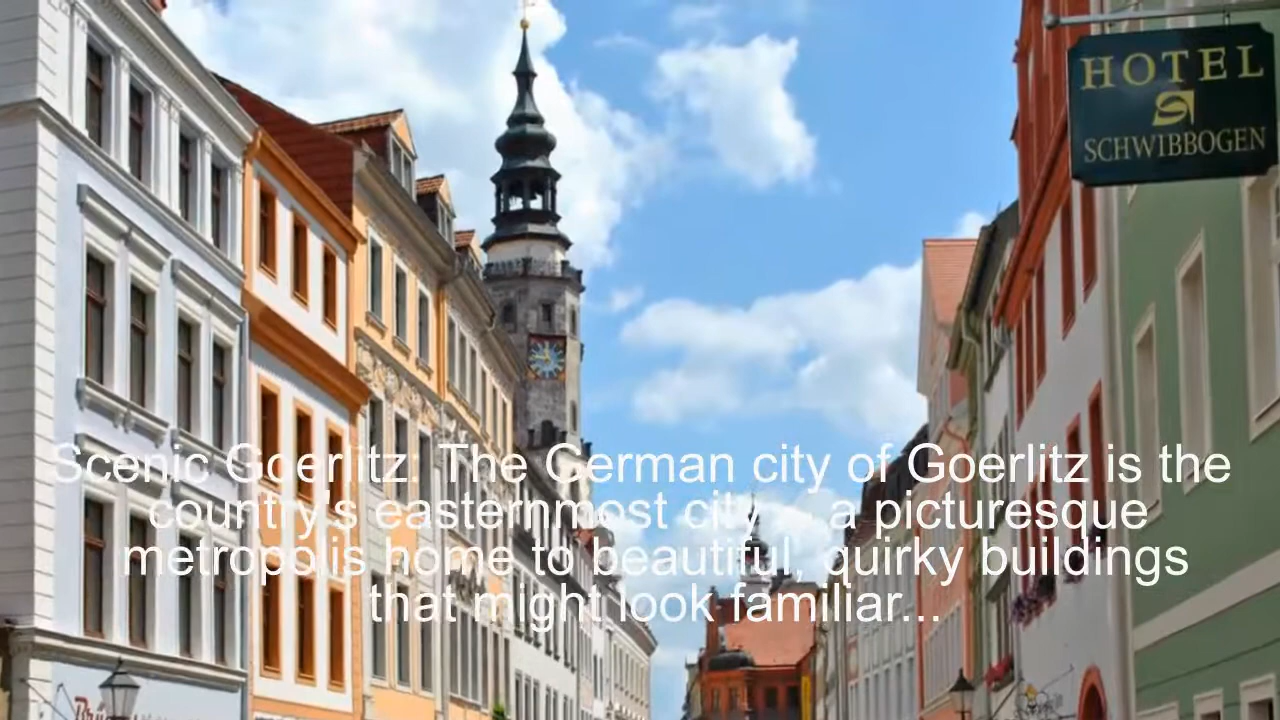 HOTEL
SCHWIBBOGEN
Scenic Goerlitz: The German city of Goerlitz is the
country's easternmost city -- a picturesque
metropolis home to beautiful, quirky buildings
that might look familiar...